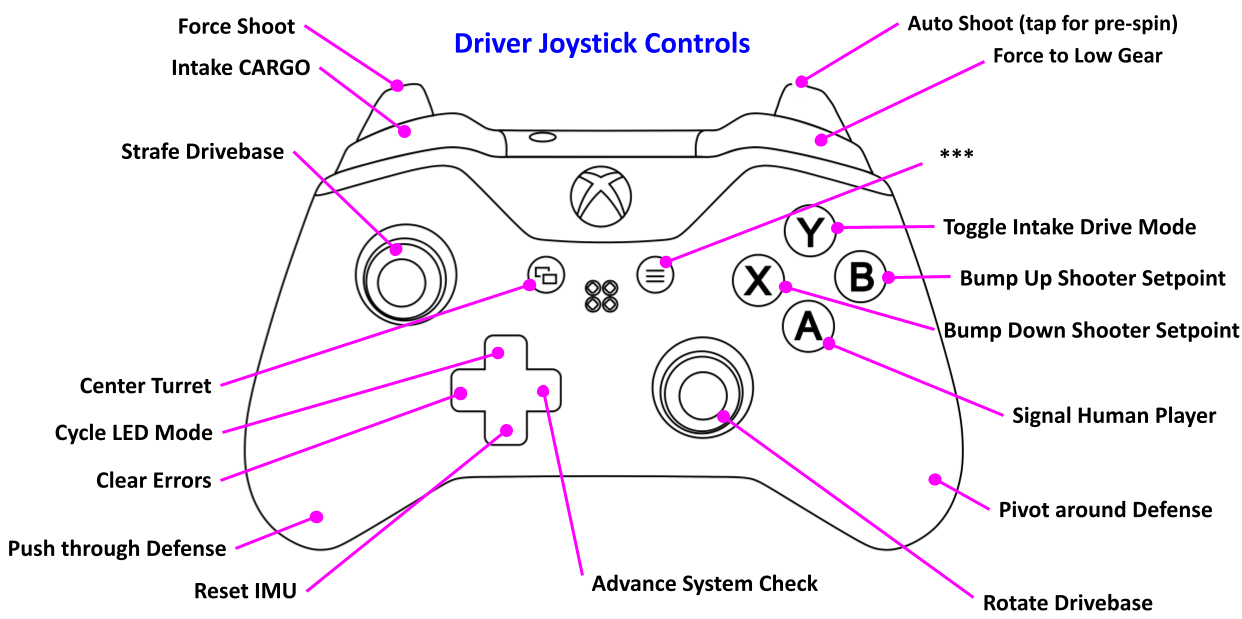 Driver Joystick Controls
Force Shoot
Intake CARGO
Strafe Drivebase
Center Turret
Cycle LED Mode
Clear Errors
Push through Defense
Reset IMU
Auto Shoot (tap for pre-spin)
Force to Low Gear
***
Toggle Intake Drive Mode
Bump Up Shooter Setpoint
Bump Down Shooter Setpoint
Signal Human Player
Pivot around Defense
Rotate Drivebase
Advance System Check
Y
X
B
A